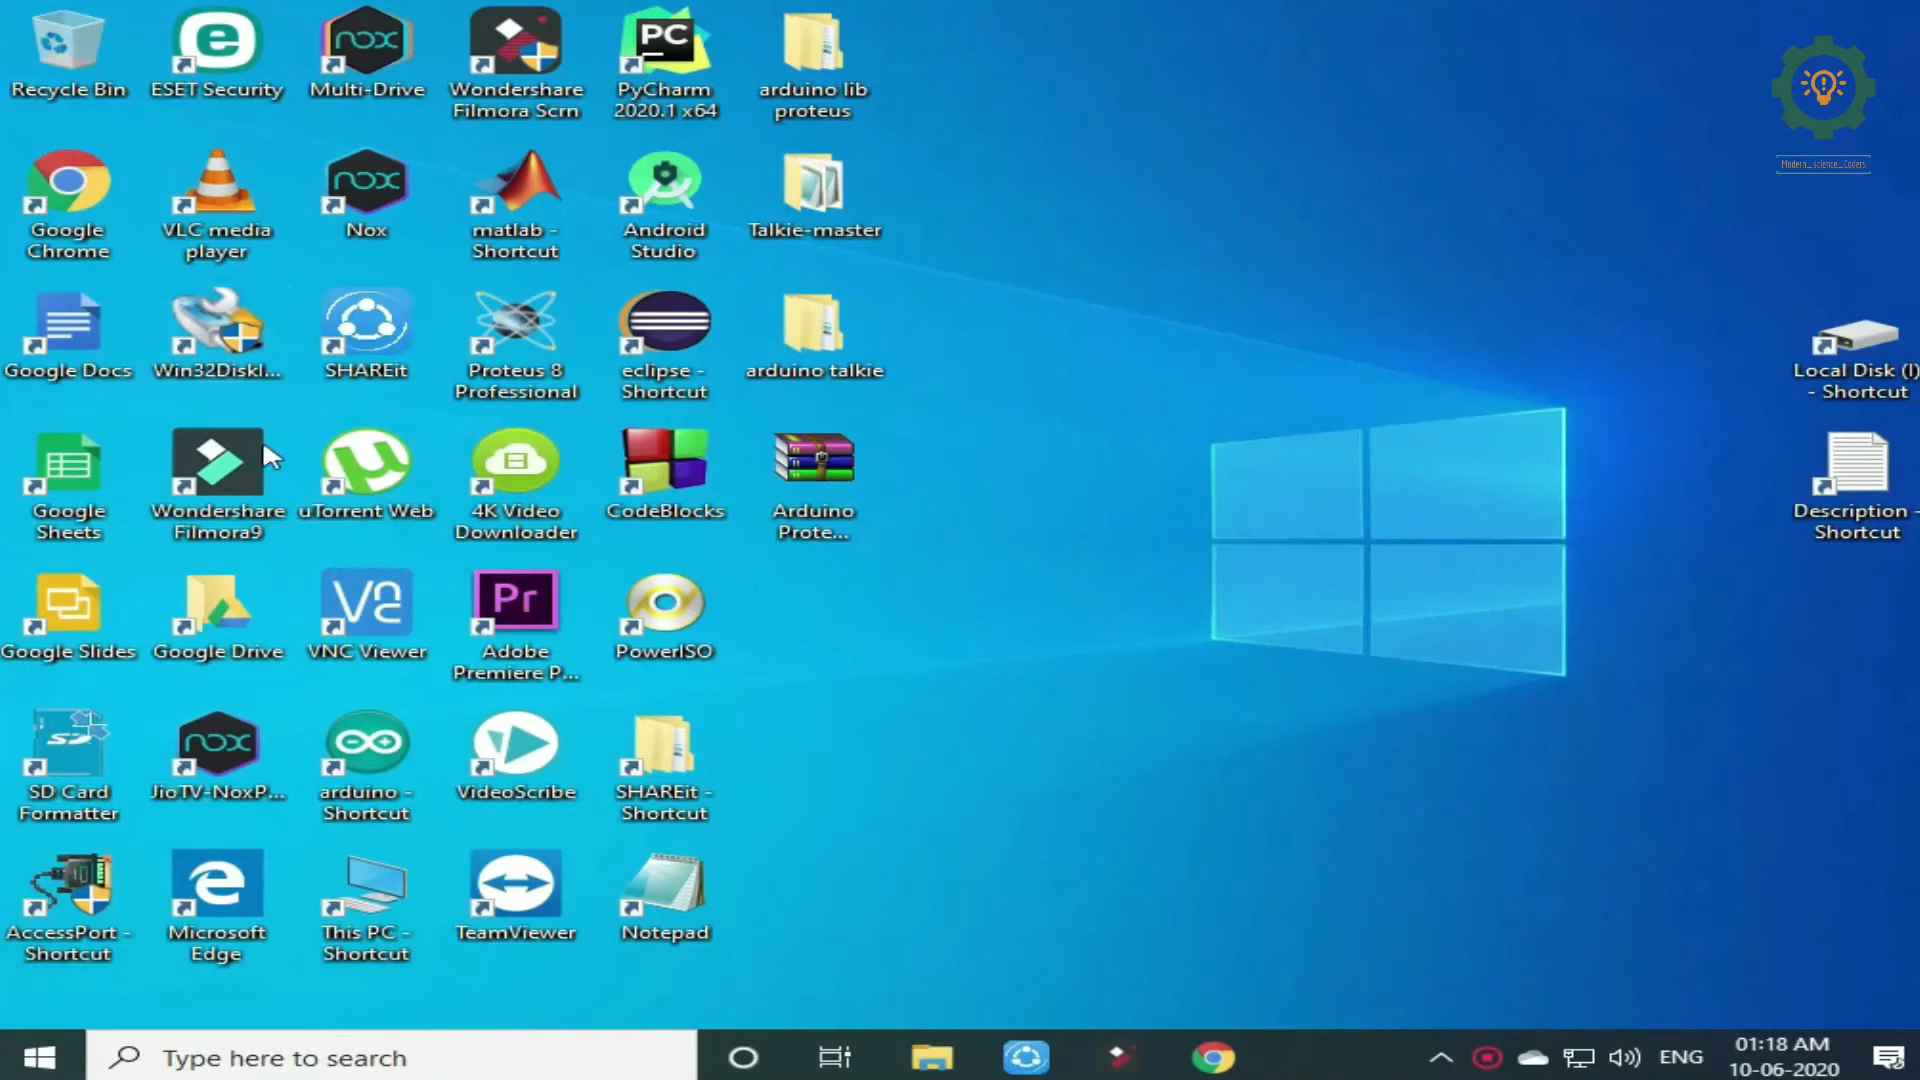 Recycle Bin
ESET Security
Multi-Drive
Wondershare
Filmora Scrn
PyCharm
2020.1 x64
arduino lib
proteus
Modern_science_Coders
Google
Chrome
VLC media
player
Nox
matlab -
Shortcut
Android
Studio
Talkie-master
Google Docs
Win32DiskI...
SHAREit
Proteus 8
Professional
eclipse -
Shortcut
arduino talkie
Local Disk (I)
- Shortcut
Google
Sheets
Wondershare
Filmora9
uTorrent Web
4K Video
Downloader
CodeBlocks
Arduino
Prote...
Description -
Shortcut
Google Slides
Google Drive
VNC Viewer
Adobe
Premiere P...
PowerISO
SD Card
Formatter
JioTV-NoxP...
arduino -
Shortcut
VideoScribe
SHAREit -
Shortcut
AccessPort -
Shortcut
Microsoft
Edge
This PC -
Shortcut
TeamViewer
Notepad
Type here to search
ENG
01:18 AM
10-06-2020